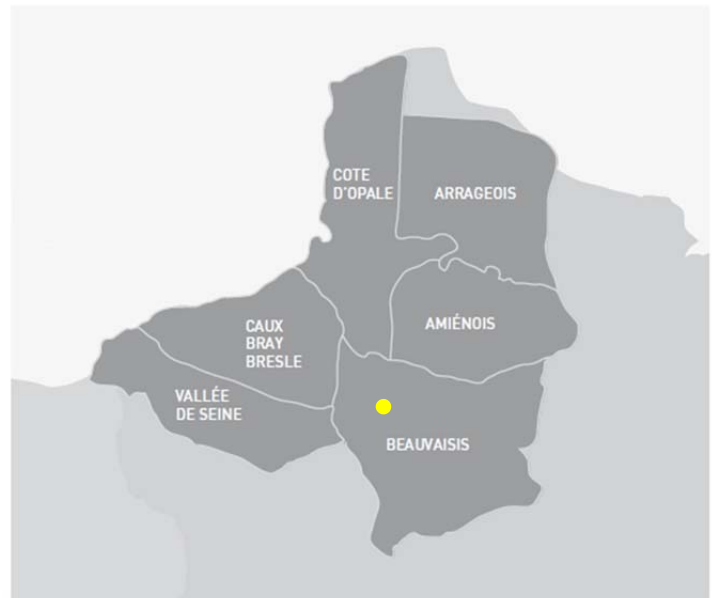 COTE
D'OPALE
ARRAGEOIS
CAUX
BRAY
BRESLE
AMIÉNOIS
VALLÉE
DE SEINE
BEAUVAISIS